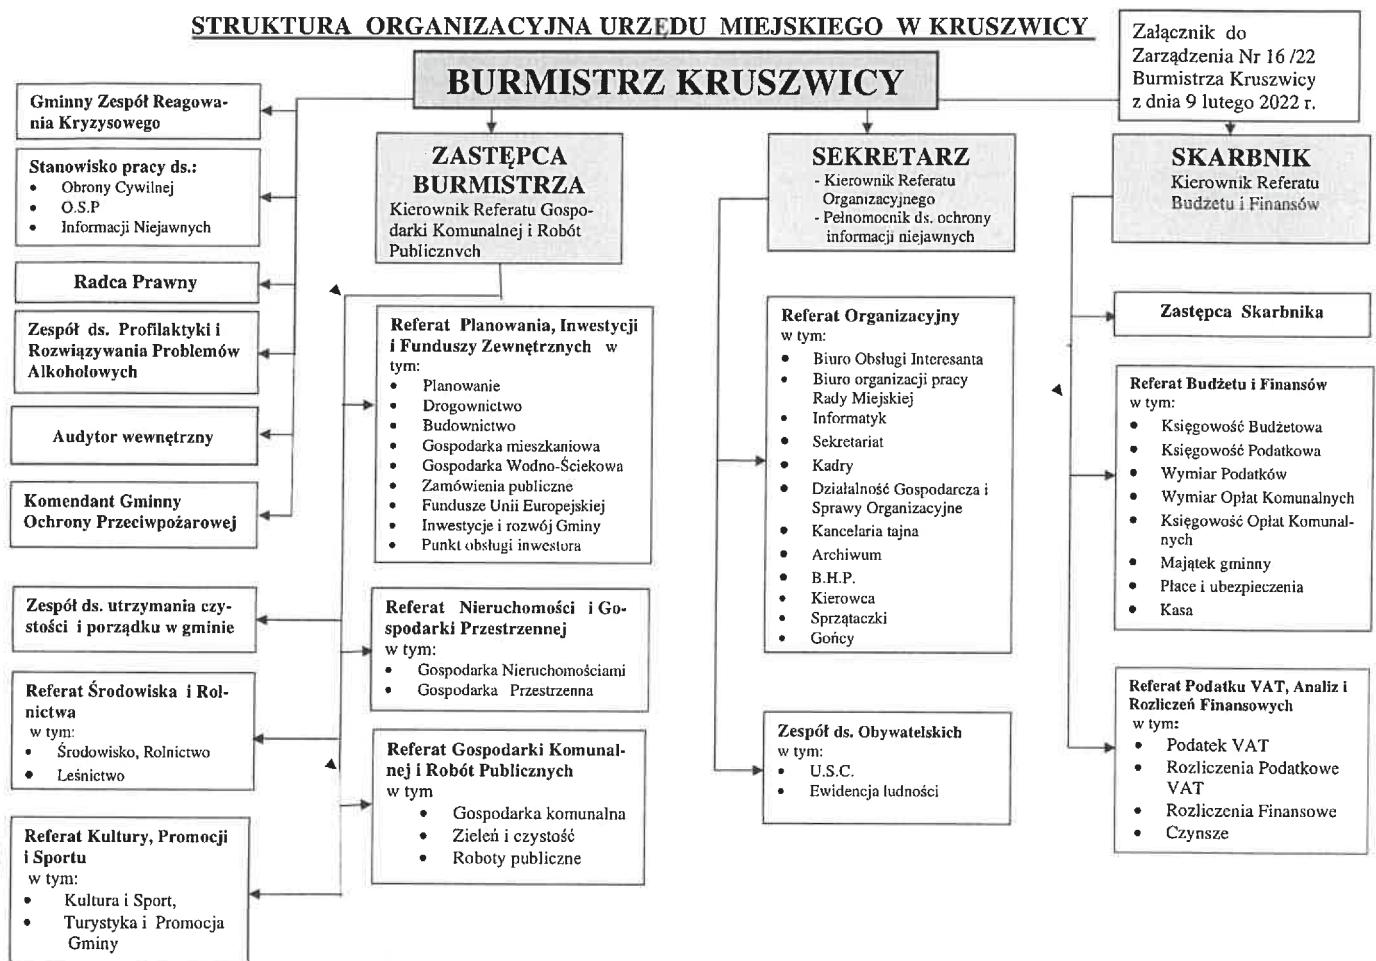 STRUKTURA ORGANIZACYJNA URZĘDU MIEJSKIEGO W KRUSZWICY
Załącznik do
Zarządzenia Nr 16 /22
Burmistrza Kruszwicy
z dnia 9 lutego 2022 r.
BURMISTRZ KRUSZWICY
Gminny Zespół Reagowa-
nia Kryzysowego
Stanowisko pracy ds.:
• Obrony Cywilnej
• O.S.P
• Informacji Niejawnych
Radca Prawny
Zespół ds. Profilaktyki i
Rozwiązywania Problemów
Alkoholowych
Audytor wewnętrzny
Komendant Gminny
Ochrony Przeciwpożarowej
Zespół ds. utrzymania czy-
stości i porządku w gminie
Referat Środowiska i Rol-
nictwa
w tym:
• Środowisko, Rolnictwo
• Leśnictwo
Referat Kultury, Promocji
i Sportu
w tym:
• Kultura i Sport,
• Turystyka i Promocja
Gminy
ZASTĘPCA
BURMISTRZA
Kierownik Referatu Gospo-
darki Komunalnej i Robót
Publicznych
Referat Planowania, Inwestycji
i Funduszy Zewnętrznych w
tym:
• Planowanie
• Drogownictwo
• Budownictwo
• Gospodarka mieszkaniowa
• Gospodarka Wodno-Ściekowa
• Zamówienia publiczne
• Fundusze Unii Europejskiej
• Inwestycje i rozwój Gminy
• Punkt obsługi inwestora
Referat Nieruchomości i Go-
spodarki Przestrzennej
w tym:
• Gospodarka Nieruchomościami
• Gospodarka Przestrzenna
Referat Gospodarki Komunal-
nej i Robót Publicznych
w tym
• Gospodarka komunalna
• Zieleń i czystość
• Roboty publiczne
SEKRETARZ
- Kierownik Referatu
Organizacyjnego
- Pełnomocnik ds. ochrony
informacji niejawnych
Referat Organizacyjny
w tym:
• Biuro Obsługi Interesanta
• Biuro organizacji pracy
Rady Miejskiej
• Informatyk
• Sekretariat
• Kadry
• Działalność Gospodarcza i
Sprawy Organizacyjne
• Kancelaria tajna
• Archiwum
• B.H.P.
• Kierowca
• Sprzątaczki
• Gońcy
Zespół ds. Obywatelskich
w tym:
• U.S.C.
• Ewidencja ludności
SKARBNIK
Kierownik Referatu
Budżetu i Finansów
Zastępca Skarbnika
Referat Budżetu i Finansów
w tym:
• Księgowość Budżetowa
• Księgowość Podatkowa
• Wymiar Podatków
• Wymiar Opłat Komunalnych
• Księgowość Opłat Komunal-
nych
• Majątek gminny
• Płace i ubezpieczenia
• Kasa
Referat Podatku VAT, Analiz i
Rozliczeń Finansowych
w tym:
• Podatek VAT
• Rozliczenia Podatkowe
VAT
• Rozliczenia Finansowe
• Czynsze